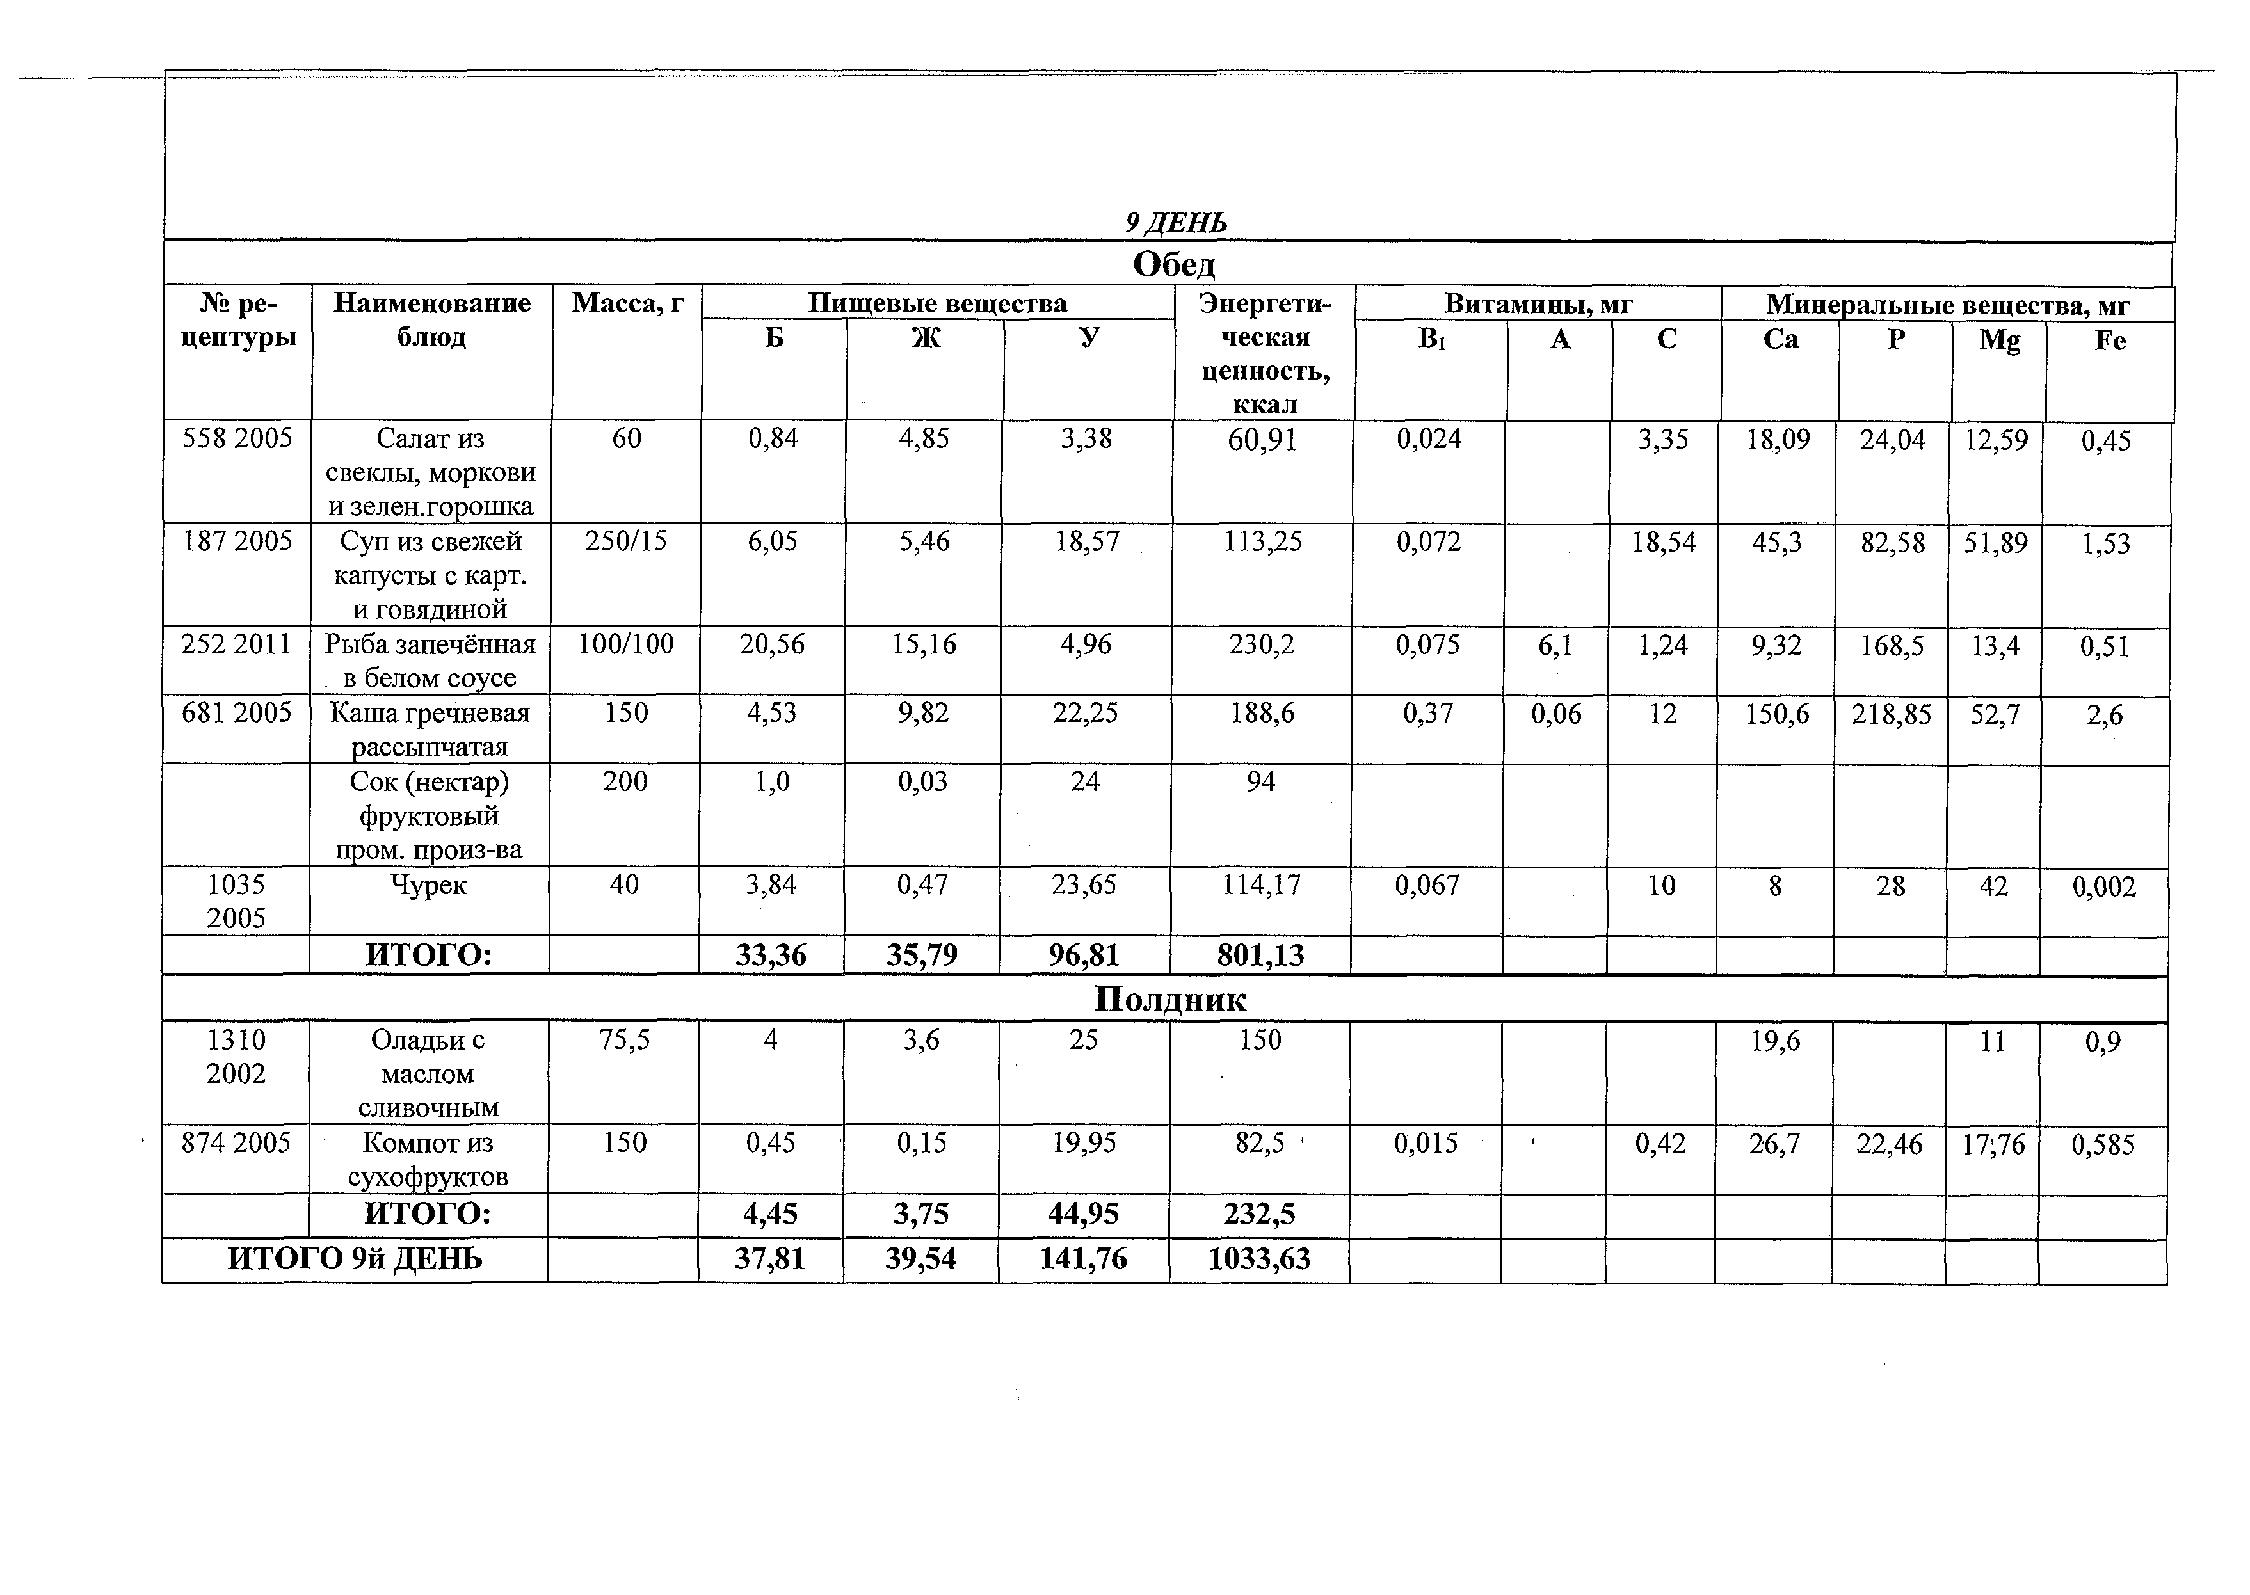 9 ДЕНЬ
Обед
№ ре- Наименование Масса, г Пищевые вещества Энергети- Витамины, мг Минеральные вещества, мг
цептуры блюд Б Ж У ческая B1 А С Са Р Mg Fe
ценность,
ккал
558 2005 Салат из 60 0,84 4,85 3,38 60,91 0,024 3,35 18,09 24,04 12,59 0,45
свеклы, моркови
и зелен.горошка
187 2005 Суп из свежей 250/15 6,05 5,46 18,57 113,25 0,072 18,54 45,3 82,58 51,89 1,53
капусты с карт.
и говядиной
252 2011 Рыба запечённая 100/100 20,56 15,16 4,96 230,2 0,075 6,1 1,24 9,32 168,5 13,4 0,51
в белом соусе
681 2005 Каша гречневая 150 4,53 9,82 22,25 188,6 0,37 0,06 12 150,6 218,85 52,7 2,6
рассыпчатая
Сок (нектар) 200 1,0 0,03 24 94
фруктовый
пром. произ-ва
1035 Чурек 40 3,84 0,47 23,65 114,17 0,067 10 8 28 42 0,002
2005
ИТОГО: 33,36 35,79 96,81 801,13
Полдник
1310 Оладьи с 75,5 4 3,6 25 150 19,6 11 0,9
2002 маслом
сливочным
874 2005 Компот из 150 0,45 0,15 19,95 82,5 0,015 0,42 26,7 22,46 17,76 0,585
сухофруктов
ИТОГО: 4,45 3,75 44,95 232,5
ИТОГО 9й ДЕНЬ 37,81 39,54 141,76 1033,63